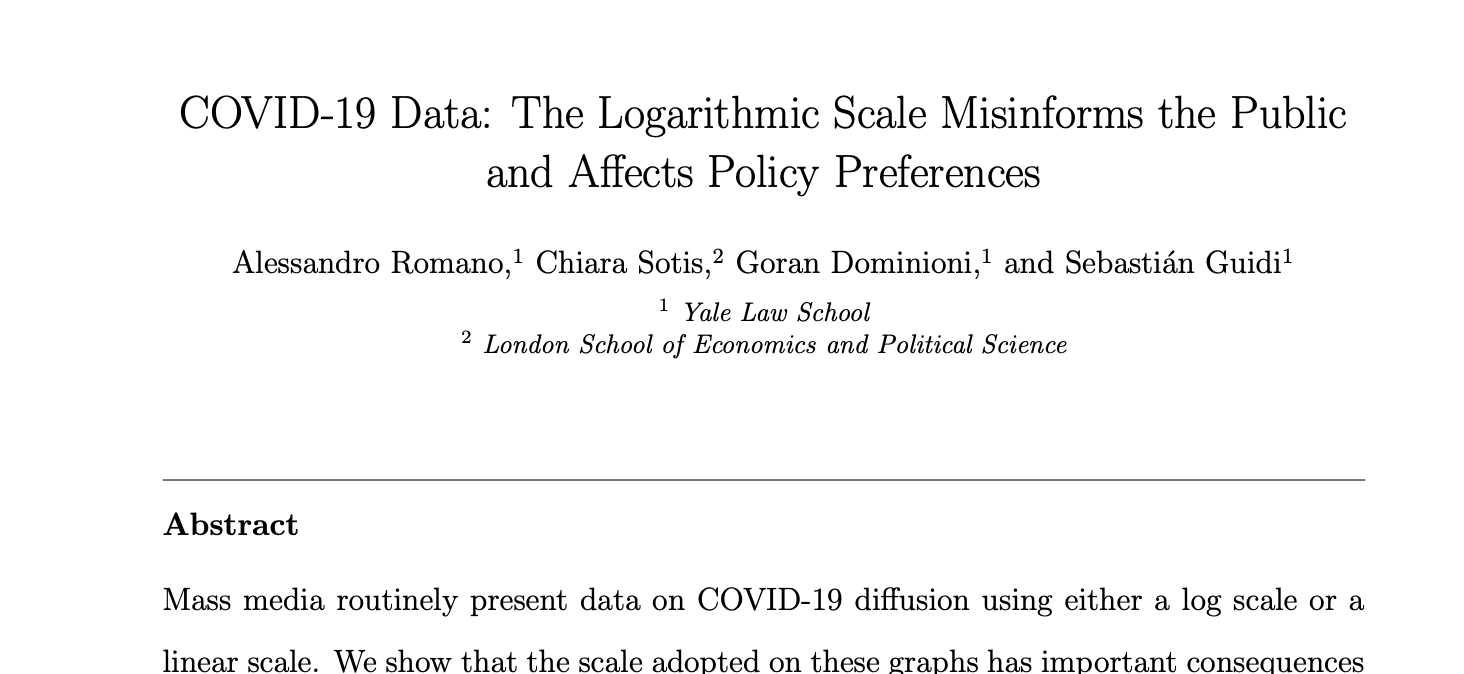 COVID-19 Data: The Logarithmic Scale Misinforms the Public
and Affects Policy Preferences
Alessandro Romano,¹ Chiara Sotis,² Goran Dominioni,¹ and Sebastián Guidi¹
¹ Yale Law School
² London School of Economics and Political Science
Abstract
Mass media routinely present data on COVID-19 diffusion using either a log scale or a
linear scale. We show that the scale adopted on these graphs has important consequences